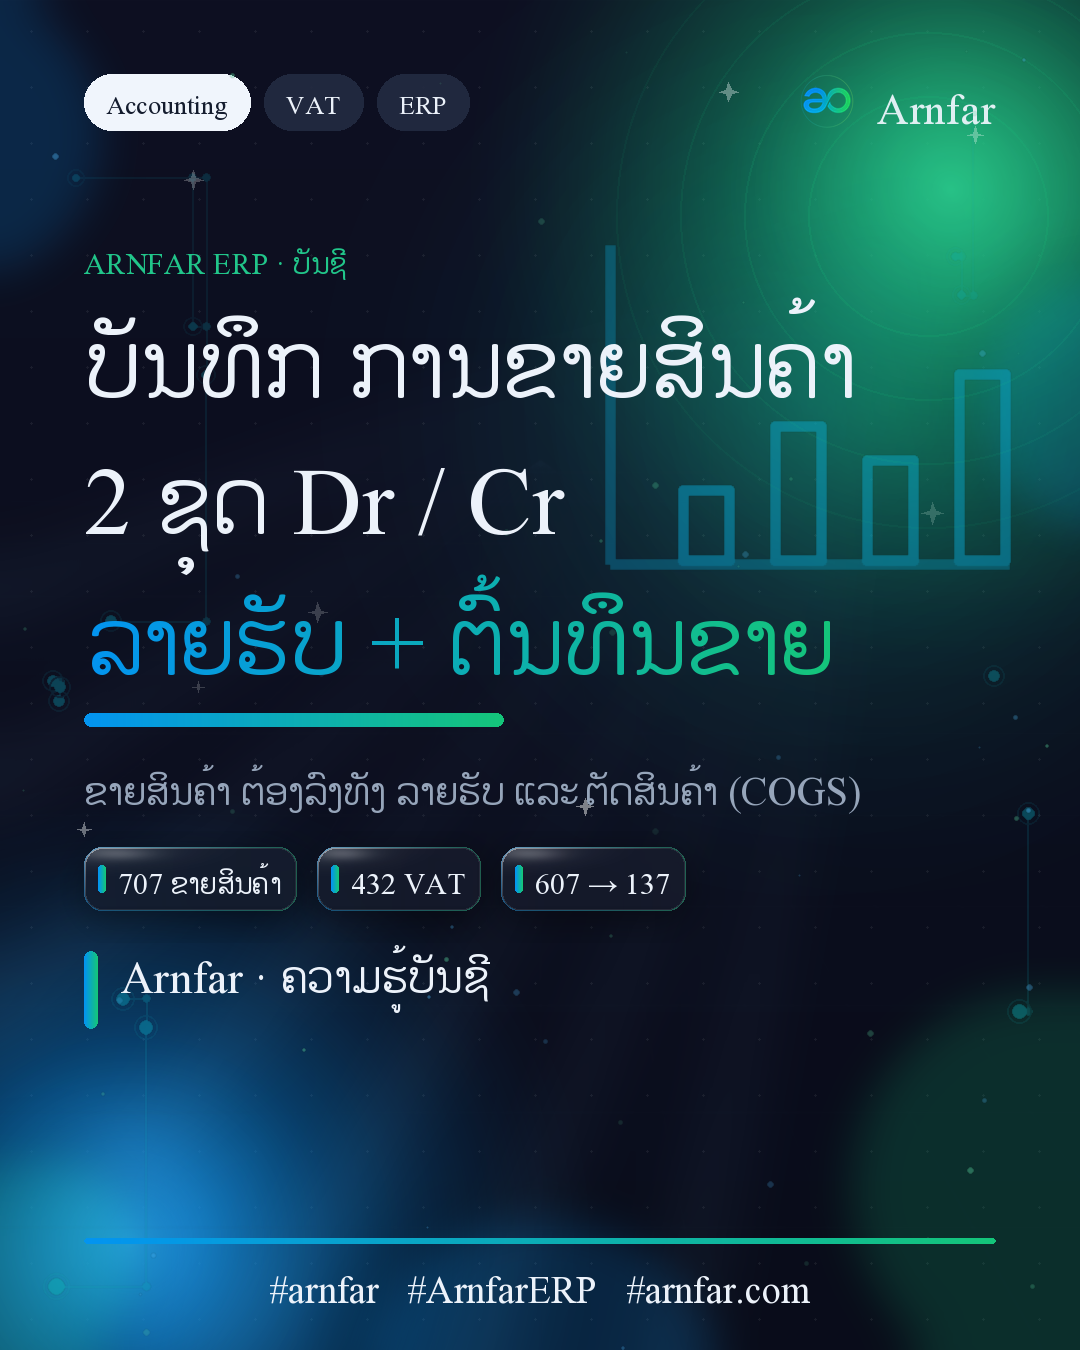 Accounting VAT ERP
Arnfar
ARNFAR ERP · ບັນຊີ
ບັນທຶກ ການຂາຍສິນຄ້າ
2 ຊຸດ Dr / Cr
ລາຍຮັບ + ຕົ້ນທຶນຂາຍ
ຂາຍສິນຄ້າ ຕ້ອງລົງທັງ ລາຍຮັບ ແລະຕັດສິນຄ້າ (COGS)
707 ຂາຍສິນຄ້າ 432 VAT 607 → 137
Arnfar · ຄວາມຮູ້ບັນຊີ
#arnfar #ArnfarERP #arnfar.com